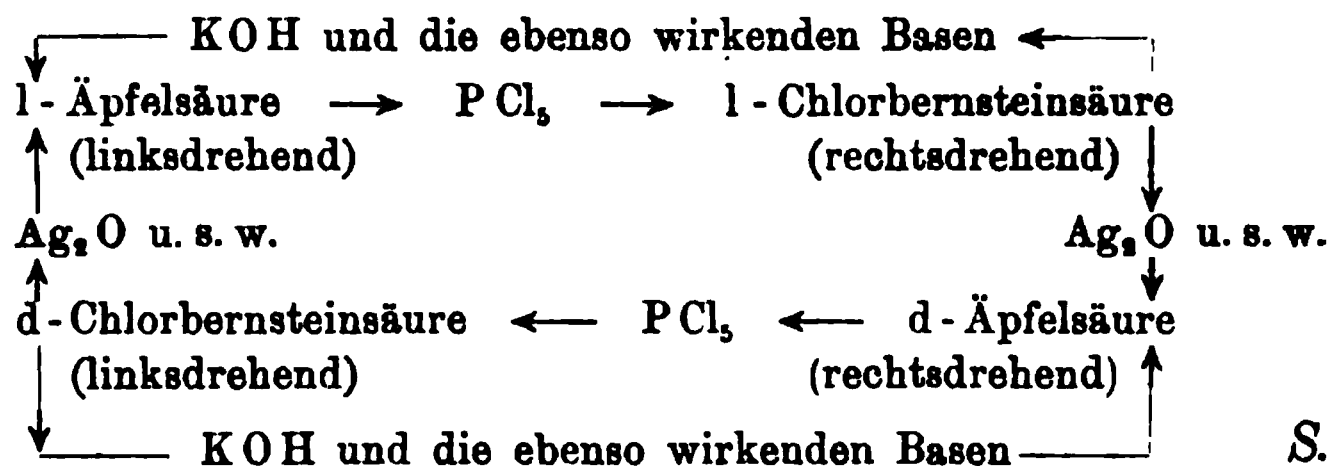 KOH und die ebenso wirkenden Basen
l - Äpfelsäure → PCl₅ → l - Chlorbernsteinsäure
(linksdrehend) (rechtsdrehend)
Ag₂O u. s. w. Ag₂O u. s. w.
d - Chlorbernsteinsäure ← PCl₅ ← d - Äpfelsäure
(linksdrehend) (rechtsdrehend)
KOH und die ebenso wirkenden Basen S.